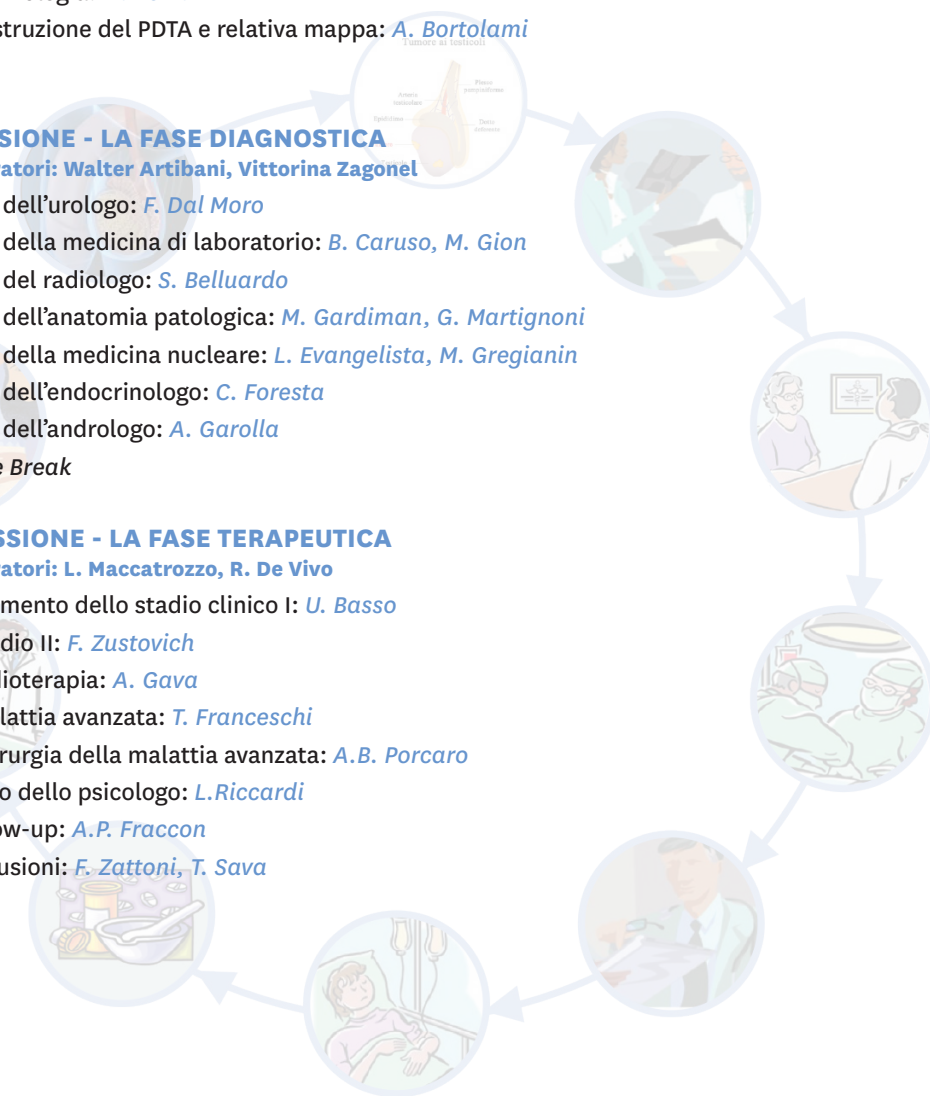 struzione del PDTA e relativa mappa: A. Bortolami
Tumore ai testicoli
SIONE - LA FASE DIAGNOSTICA
atori: Walter Artibani, Vittorina Zagonel
dell’urologo: F. Dal Moro
della medicina di laboratorio: B. Caruso, M. Gion
del radiologo: S. Belluardo
dell’anatomia patologica: M. Gardiman, G. Martignoni
della medicina nucleare: L. Evangelista, M. Gregianin
dell’endocrinologo: C. Foresta
dell’andrologo: A. Garolla
e Break
SSIONE - LA FASE TERAPEUTICA
atori: L. Maccatrozzo, R. De Vivo
mento dello stadio clinico I: U. Basso
dio II: F. Zustovich
dioterapia: A. Gava
lattia avanzata: T. Franceschi
rurgia della malattia avanzata: A.B. Porcaro
o dello psicologo: L.Riccardi
ow-up: A.P. Fraccon
usioni: F. Zattoni, T. Sava